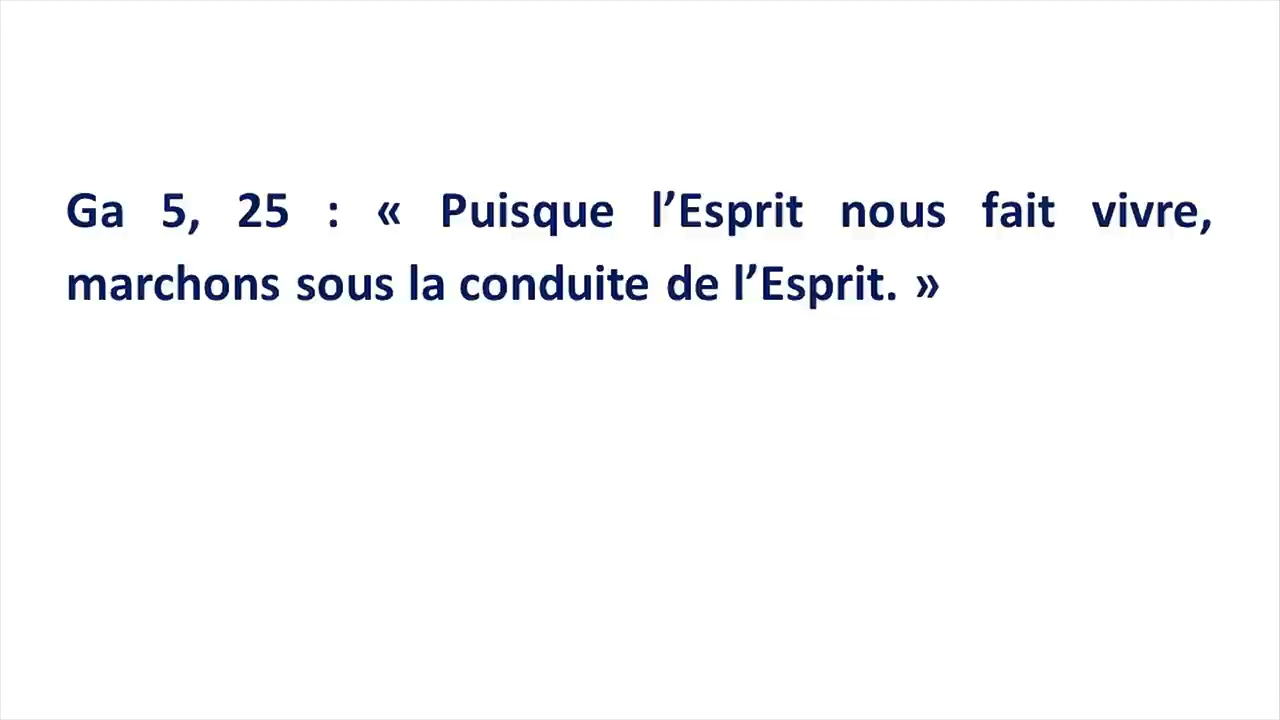 Ga 5, 25 : « Puisque l’Esprit nous fait vivre,
marchons sous la conduite de l’Esprit. »